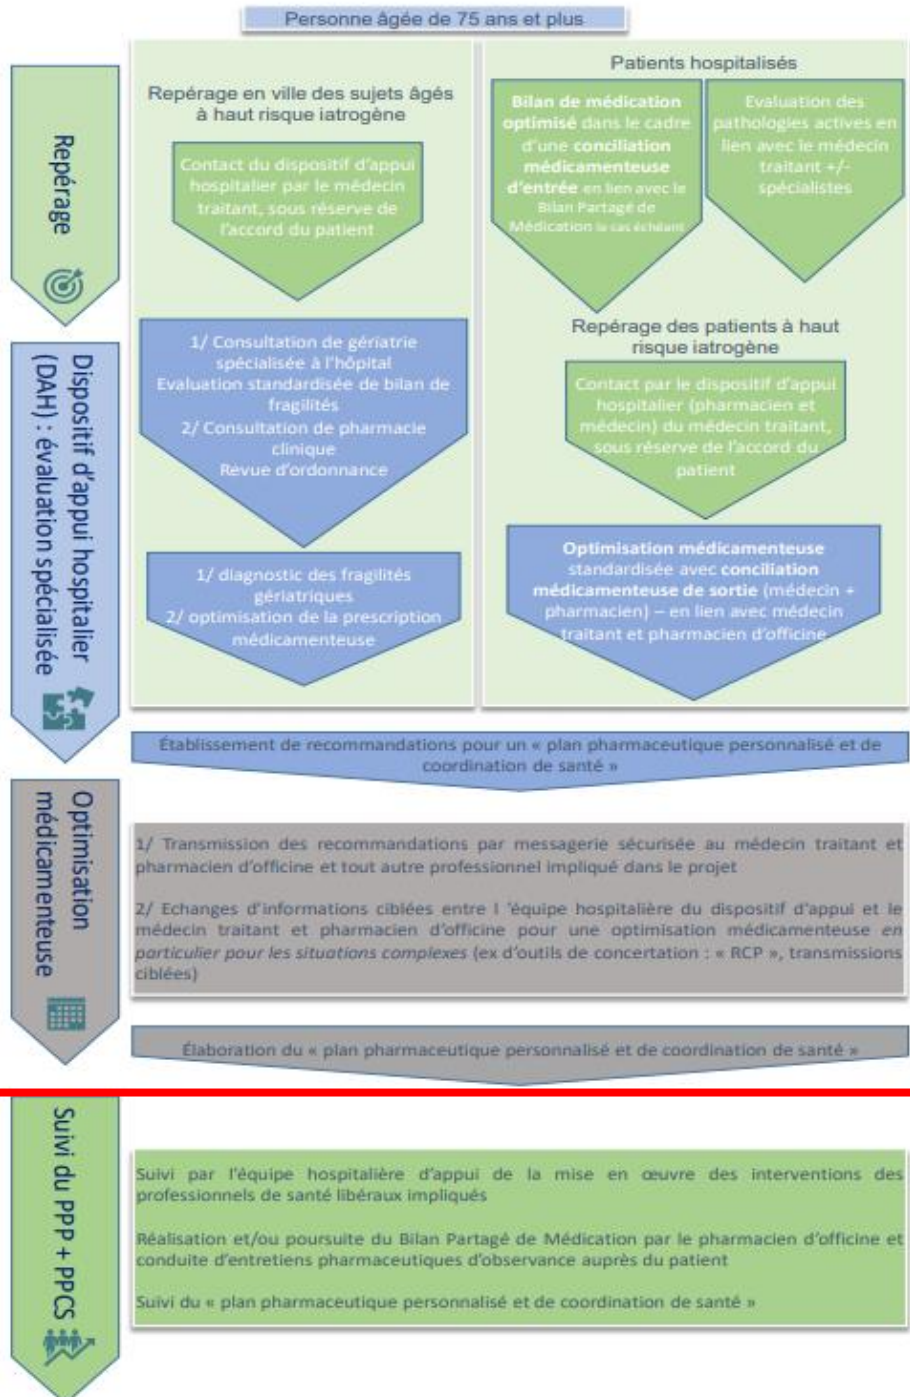 Personne âgée de 75 ans et plus
Repérage
Repérage en ville des sujets âgés
à haut risque iatrogène
Contact du dispositif d'appui
hospitalier par le médecin
traitant, sous réserve de
l'accord du patient
Patients hospitalisés
Bilan de médication
optimisé dans le cadre
d'une conciliation
médicamenteuse
d'entrée en lien avec le
Bilan Partagé de
Médication le cas échéant
Evaluation des
pathologies actives en
lien avec le médecin
traitant +/-
spécialistes
Dispositif d'appui hospitalier
(DAH) : évaluation spécialisée
1/ Consultation de gériatrie
spécialisée à l'hôpital
Evaluation standardisée de bilan de
fragilités
2/ Consultation de pharmacie
clinique
Revue d'ordonnance
1/ diagnostic des fragilités
gériatriques
2/ optimisation de la prescription
médicamenteuse
Repérage des patients à haut
risque iatrogène
Contact par le dispositif d'appui
hospitalier (pharmacien et
médecin) du médecin traitant,
sous réserve de l'accord du
patient
Optimisation médicamenteuse
standardisée avec conciliation
médicamenteuse de sortie (médecin +
pharmacien) – en lien avec médecin
traitant et pharmacien d'officine
Établissement de recommandations pour un « plan pharmaceutique personnalisé et de
coordination de santé »
Optimisation
médicamenteuse
1/ Transmission des recommandations par messagerie sécurisée au médecin traitant et
pharmacien d'officine et tout autre professionnel impliqué dans le projet
2/ Echanges d'informations ciblées entre l 'équipe hospitalière du dispositif d'appui et le
médecin traitant et pharmacien d'officine pour une optimisation médicamenteuse en
particulier pour les situations complexes (ex d'outils de concertation : « RCP », transmissions
ciblées)
Élaboration du « plan pharmaceutique personnalisé et de coordination de santé »
Suivi du PPP + PPCS
Suivi par l'équipe hospitalière d'appui de la mise en œuvre des interventions des
professionnels de santé libéraux impliqués
Réalisation et/ou poursuite du Bilan Partagé de Médication par le pharmacien d'officine et
conduite d'entretiens pharmaceutiques d'observance auprès du patient
Suivi du « plan pharmaceutique personnalisé et de coordination de santé »